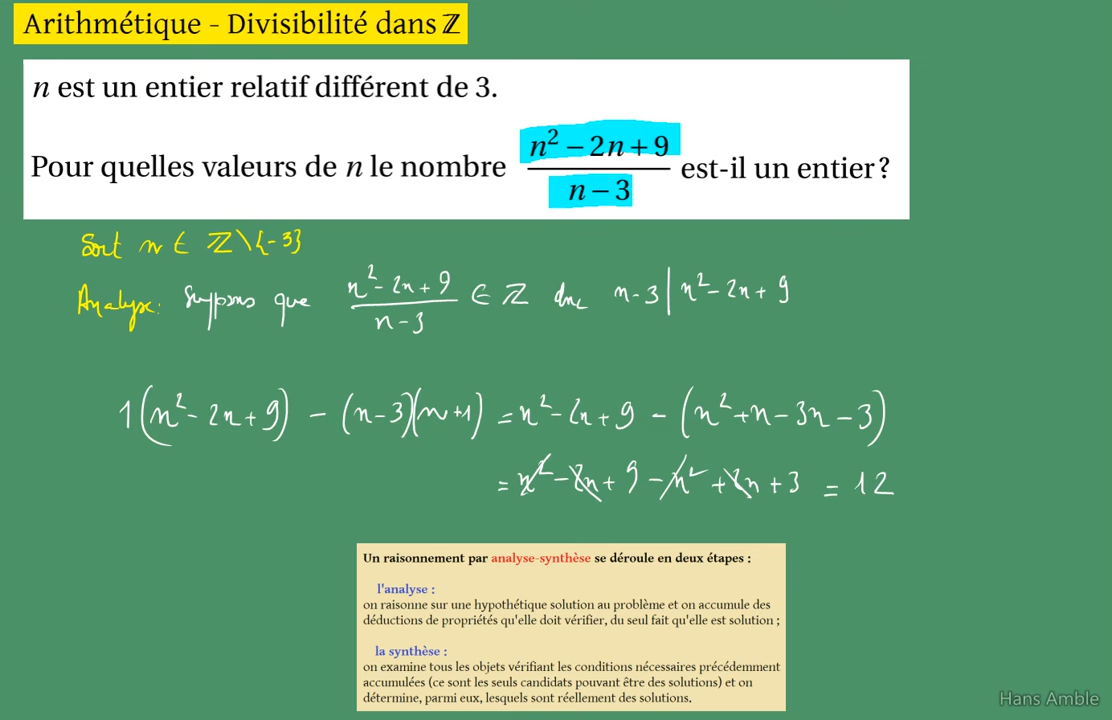 Arithmétique - Divisibilité dans ℤ
n est un entier relatif différent de 3.
Pour quelles valeurs de n le nombre (n² − 2n + 9)/(n − 3) est-il un entier ?
Soit n ∈ ℤ\{-3}
Analyse: Supposons que (n² - 2n + 9)/(n - 3) ∈ ℤ donc n-3 | n² - 2n + 9
1(n² - 2n + 9) - (n-3)(n+1) = n² - 2n + 9 - (n² + n - 3n - 3)
= n² - 2n + 9 - n² + 2n + 3 = 12
Un raisonnement par analyse-synthèse se déroule en deux étapes :
l'analyse :
on raisonne sur une hypothétique solution au problème et on accumule des
déductions de propriétés qu'elle doit vérifier, du seul fait qu'elle est solution ;
la synthèse :
on examine tous les objets vérifiant les conditions nécessaires précédemment
accumulées (ce sont les seuls candidats pouvant être des solutions) et on
détermine, parmi eux, lesquels sont réellement des solutions.
Hans Amble